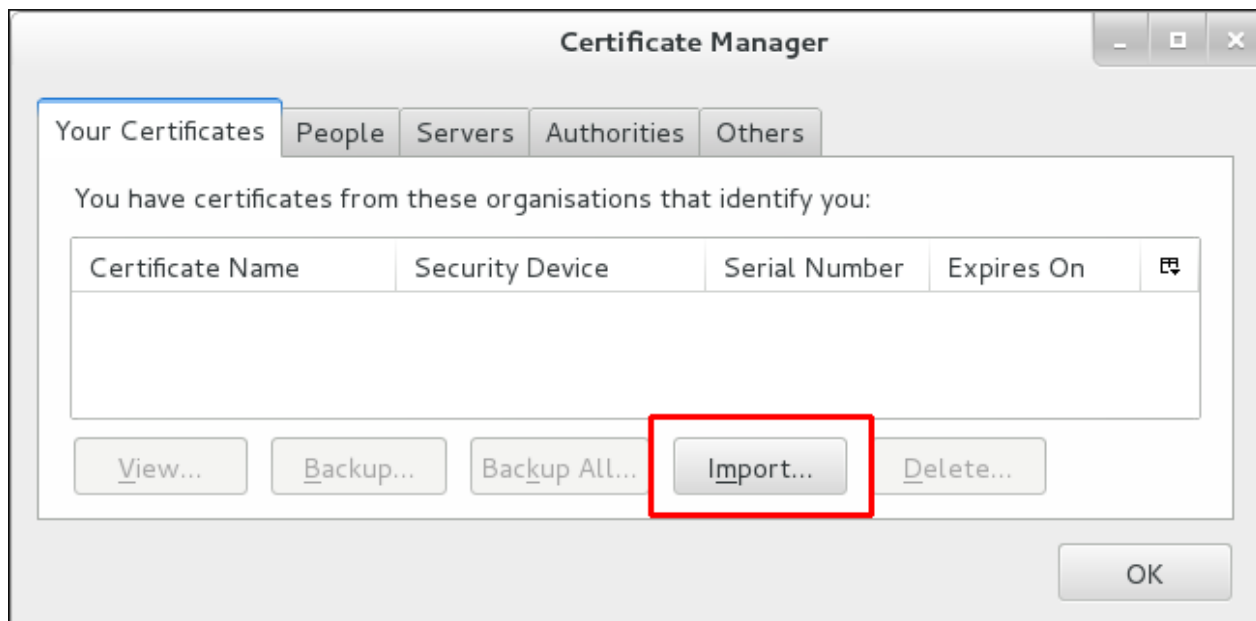 Certificate Manager
Your Certificates People Servers Authorities Others
You have certificates from these organisations that identify you:
Certificate Name Security Device Serial Number Expires On
View... Backup... Backup All... Import... Delete...
OK